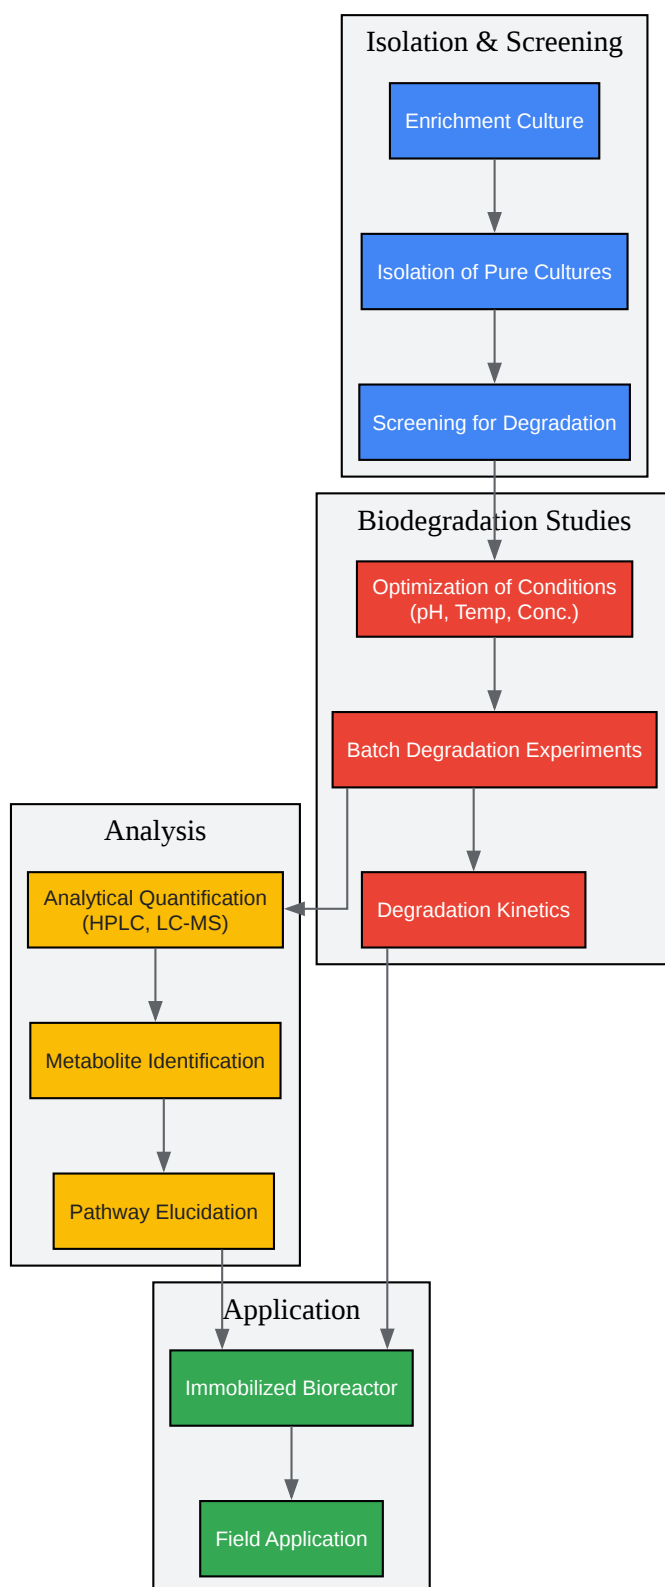 Isolation & Screening
Enrichment Culture
Isolation of Pure Cultures
Screening for Degradation
Biodegradation Studies
Optimization of Conditions
(pH, Temp, Conc.)
Batch Degradation Experiments
Degradation Kinetics
Analysis
Analytical Quantification
(HPLC, LC-MS)
Metabolite Identification
Pathway Elucidation
Application
Immobilized Bioreactor
Field Application